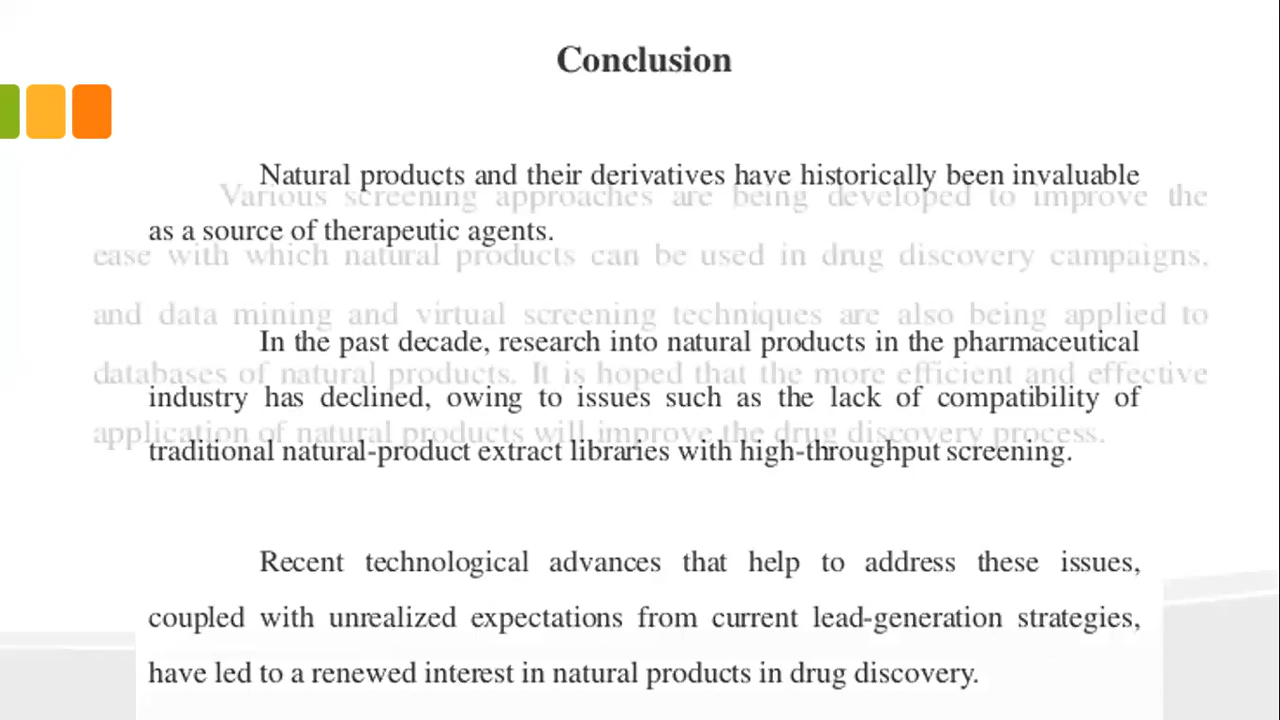 Conclusion
Natural products and their derivatives have historically been invaluable
Various screening approaches are being developed to improve the
as a source of therapeutic agents.
ease with which natural products can be used in drug discovery campaigns,
and data mining and virtual screening techniques are also being applied to
In the past decade, research into natural products in the pharmaceutical
databases of natural products. It is hoped that the more efficient and effective
industry has declined, owing to issues such as the lack of compatibility of
application of natural products will improve the drug discovery process.
traditional natural-product extract libraries with high-throughput screening.
Recent technological advances that help to address these issues,
coupled with unrealized expectations from current lead-generation strategies,
have led to a renewed interest in natural products in drug discovery.